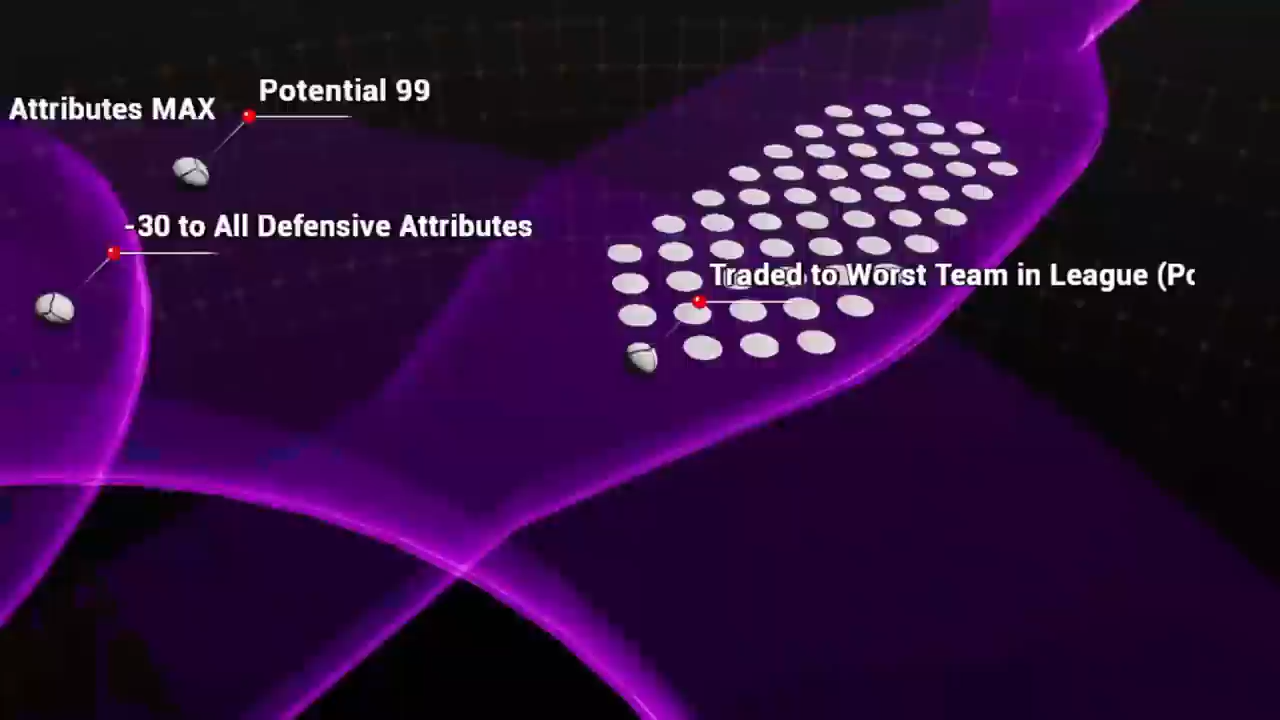 Potential 99
Attributes MAX
-30 to All Defensive Attributes
Traded to Worst Team in League